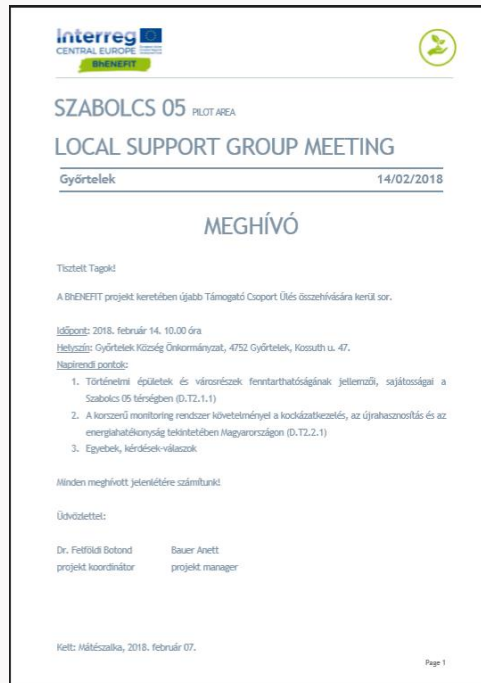 Interreg
CENTRAL EUROPE
BhENEFIT
SZABOLCS 05 PILOT AREA
LOCAL SUPPORT GROUP MEETING
Győrtelek 14/02/2018
MEGHÍVÓ
Tisztelt Tagok!
A BhENEFIT projekt keretében újabb Támogató Csoport Ülés összehívására kerül sor.
Időpont: 2018. február 14. 10.00 óra
Helyszín: Győrtelek Község Önkormányzat, 4752 Győrtelek, Kossuth u. 47.
Napirendi pontok:
1. Történelmi épületek és városrészek fenntarthatóságának jellemzői, sajátosságai a
Szabolcs 05 térségben (D.T2.1.1)
2. A korszerű monitoring rendszer követelményei a kockázatkezelés, az újrahasznosítás és az
energiahatékonyság tekintetében Magyarországon (D.T2.2.1)
3. Egyebek, kérdések-válaszok
Minden meghívott jelenlétére számítunk!
Üdvözlettel:
Dr. Felföldi Botond Bauer Anett
projekt koordinátor projekt manager
Kelt: Mátészalka, 2018. február 07.
Page 1